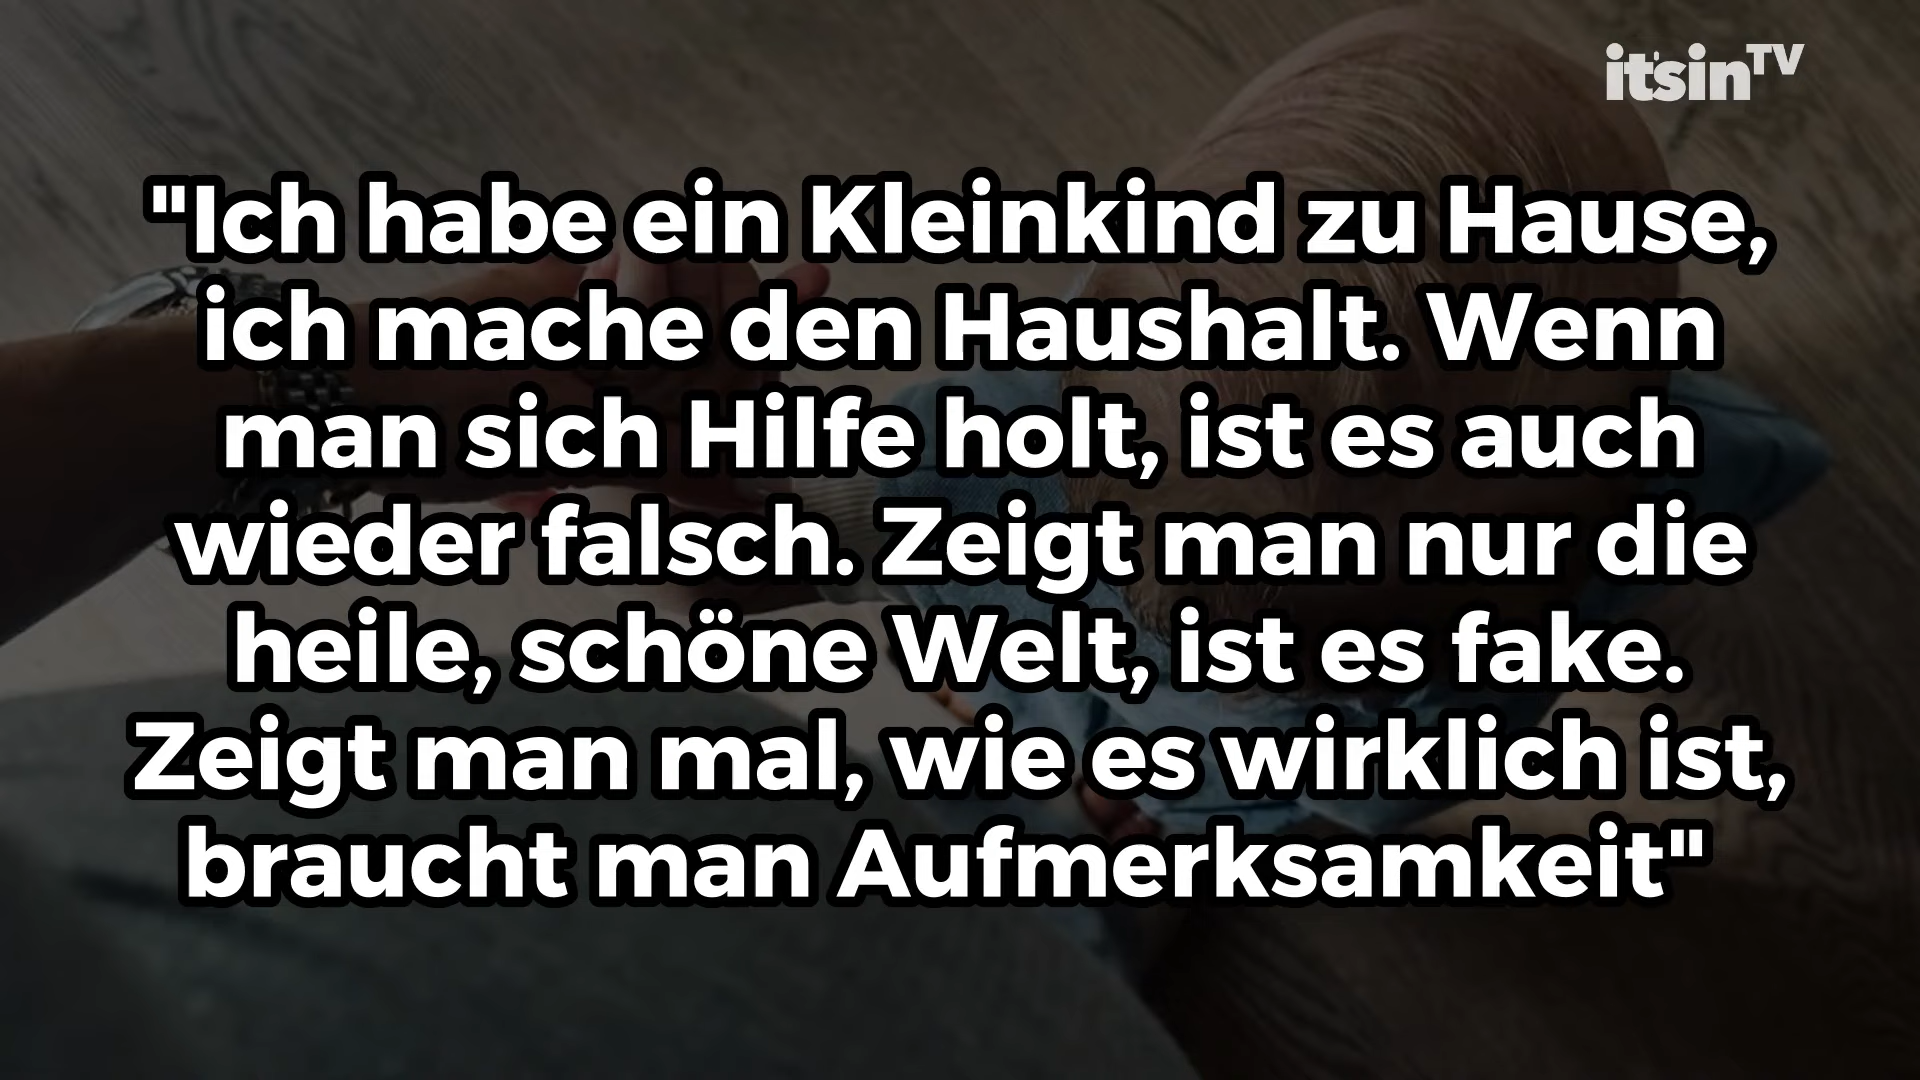 it'sinTV
"Ich habe ein Kleinkind zu Hause,
ich mache den Haushalt. Wenn
man sich Hilfe holt, ist es auch
wieder falsch. Zeigt man nur die
heile, schöne Welt, ist es fake.
Zeigt man mal, wie es wirklich ist,
braucht man Aufmerksamkeit"